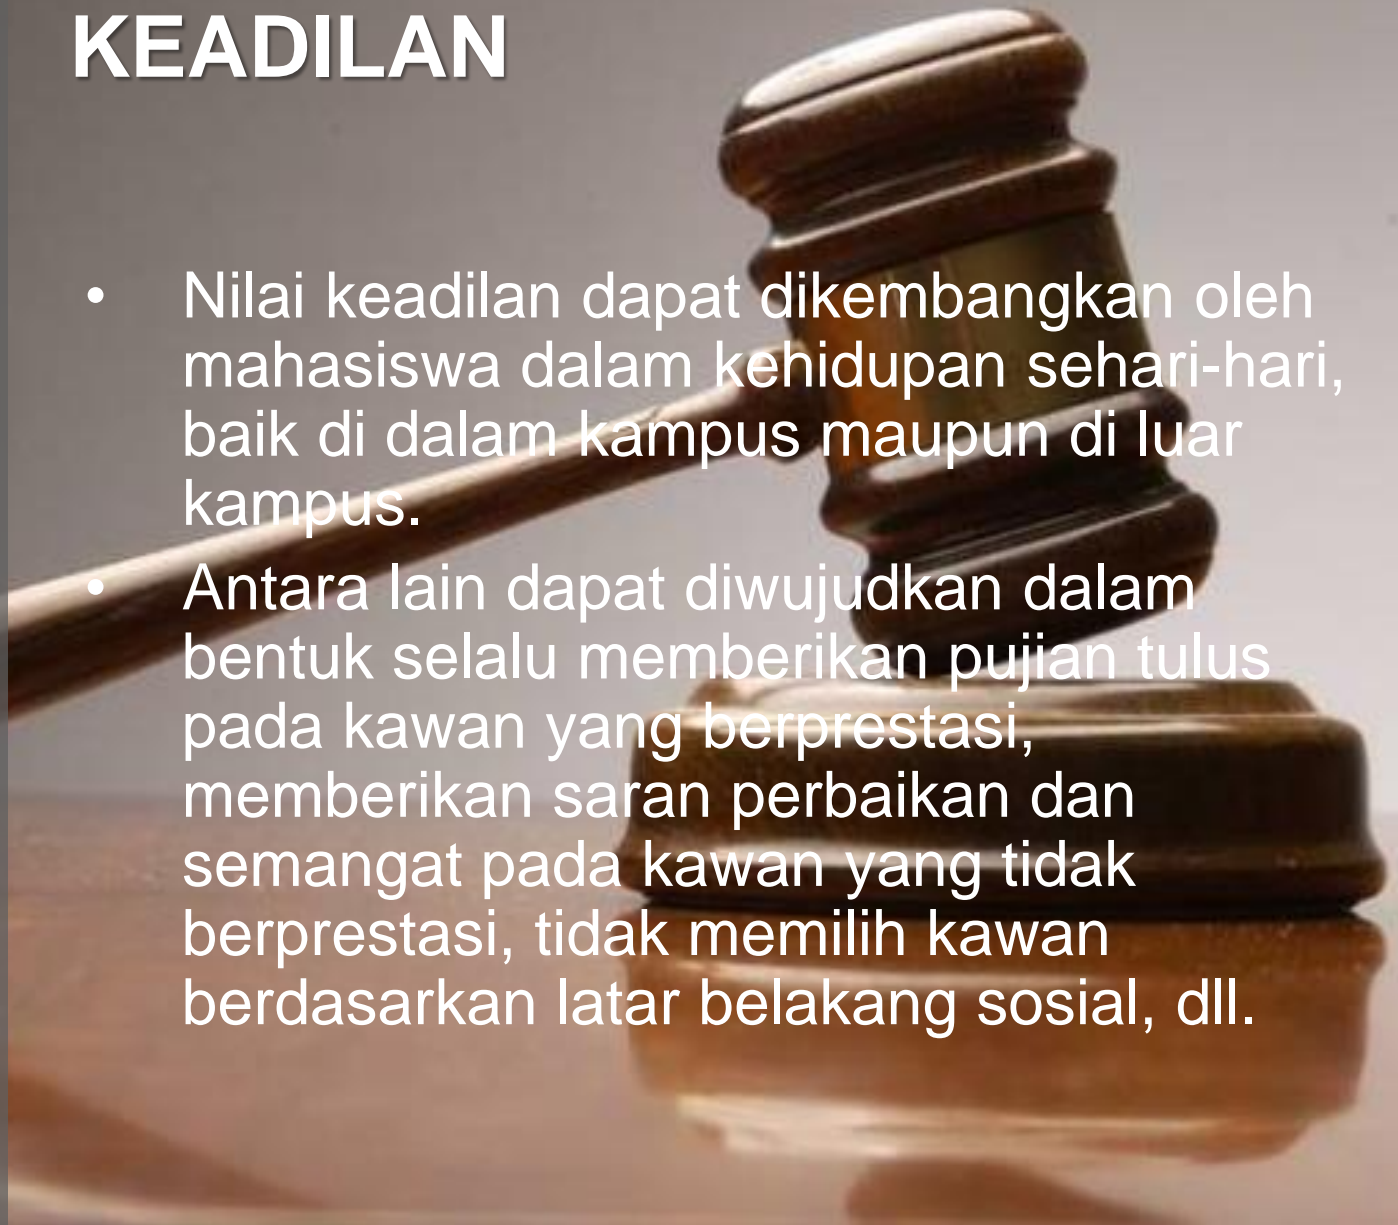 KEADILAN
• Nilai keadilan dapat dikembangkan oleh
mahasiswa dalam kehidupan sehari-hari,
baik di dalam kampus maupun di luar
kampus.
• Antara lain dapat diwujudkan dalam
bentuk selalu memberikan pujian tulus
pada kawan yang berprestasi,
memberikan saran perbaikan dan
semangat pada kawan yang tidak
berprestasi, tidak memilih kawan
berdasarkan latar belakang sosial, dll.